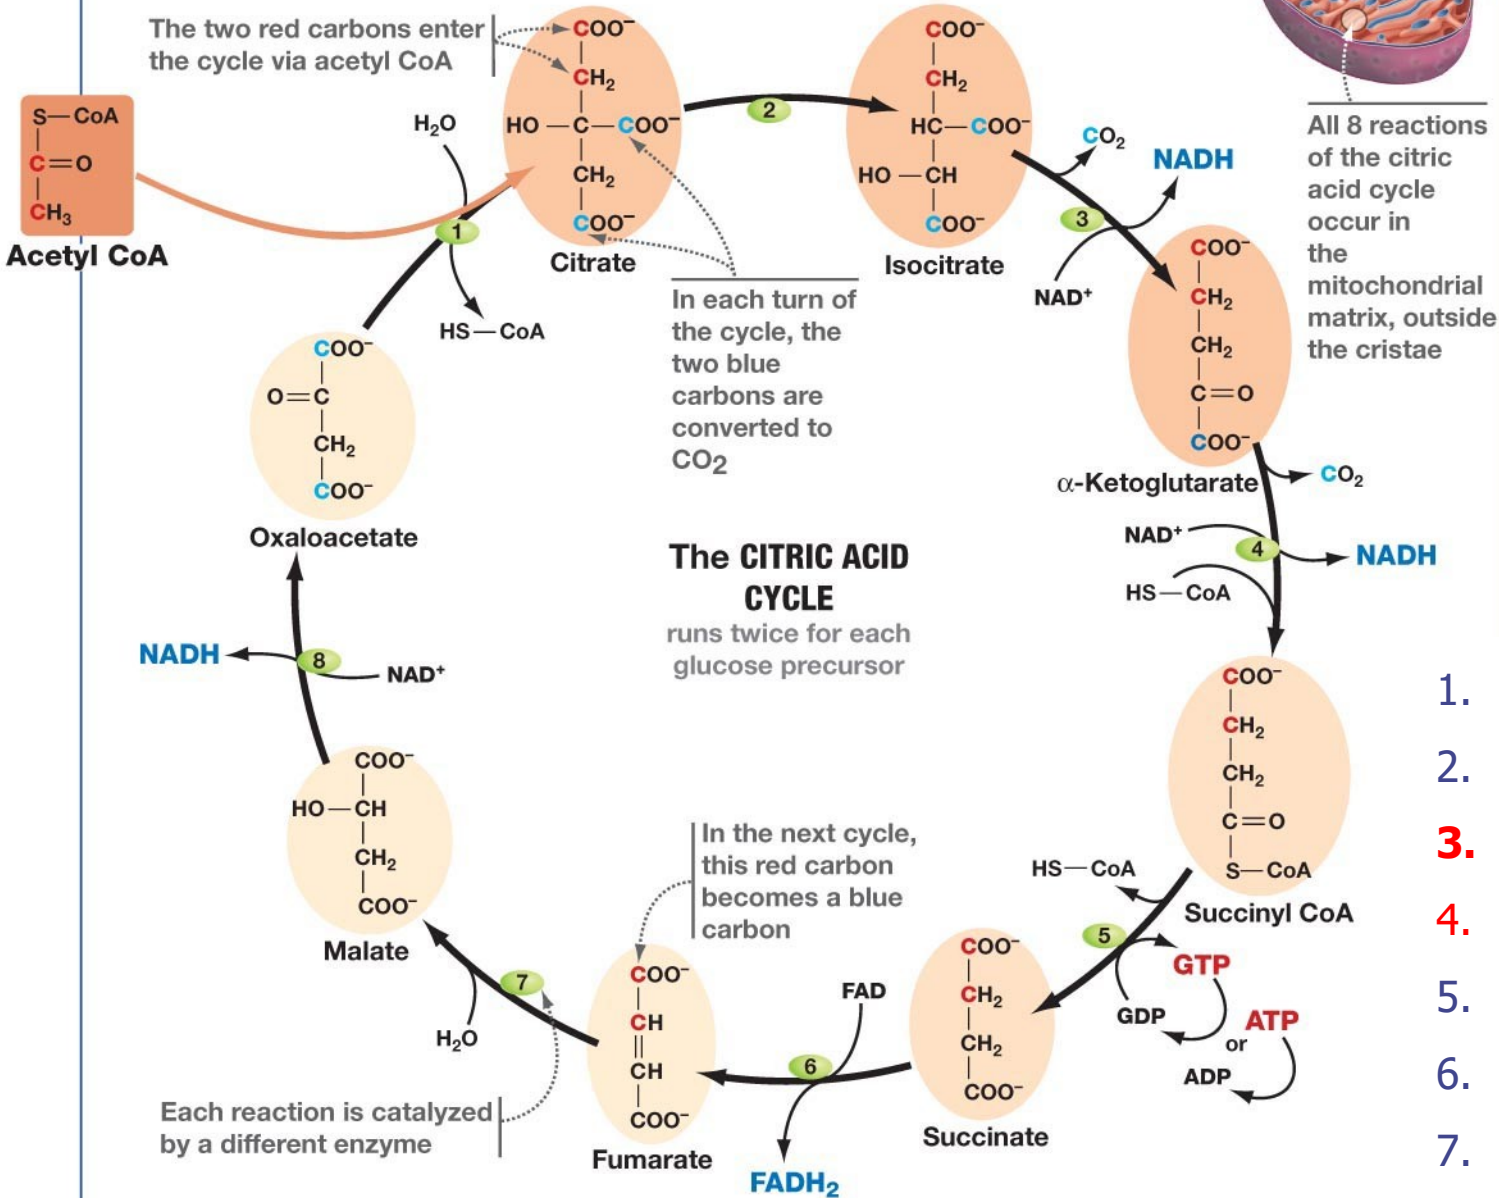 The two red carbons enter
the cycle via acetyl CoA
S—CoA
C=O
CH₃
Acetyl CoA
H₂O
1
HS—CoA
COO⁻
CH₂
HO—C—COO⁻
CH₂
COO⁻
Citrate
2
COO⁻
CH₂
HC—COO⁻
HO—CH
COO⁻
Isocitrate
In each turn of
the cycle, the
two blue
carbons are
converted to
CO₂
CO₂
NADH
3
NAD⁺
All 8 reactions
of the citric
acid cycle
occur in
the
mitochondrial
matrix, outside
the cristae
COO⁻
CH₂
CH₂
C=O
COO⁻
α-Ketoglutarate
CO₂
NAD⁺
4
NADH
HS—CoA
COO⁻
O=C
CH₂
COO⁻
Oxaloacetate
The CITRIC ACID
CYCLE
runs twice for each
glucose precursor
NADH
8
NAD⁺
COO⁻
CH₂
CH₂
C=O
S—CoA
Succinyl CoA
COO⁻
HO—CH
CH₂
COO⁻
Malate
In the next cycle,
this red carbon
becomes a blue
carbon
HS—CoA
5
GTP
GDP
ATP
or
ADP
COO⁻
CH₂
CH₂
COO⁻
Succinate
FAD
6
FADH₂
COO⁻
CH
CH
COO⁻
Fumarate
7
H₂O
Each reaction is catalyzed
by a different enzyme
1.
2.
3.
4.
5.
6.
7.